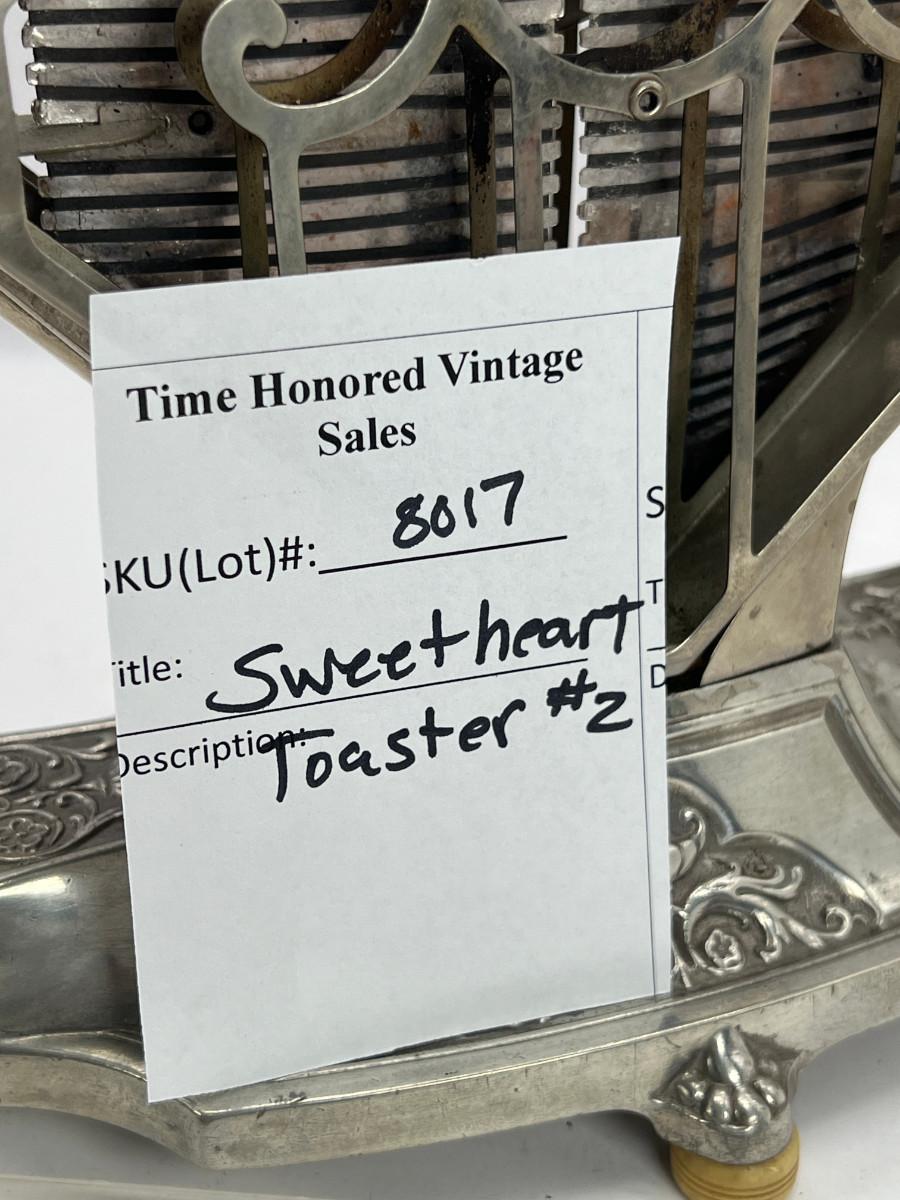 Time Honored Vintage
Sales
SKU(Lot)#: 8017
S
Title: Sweetheart
T
Toaster #2
D
Description: